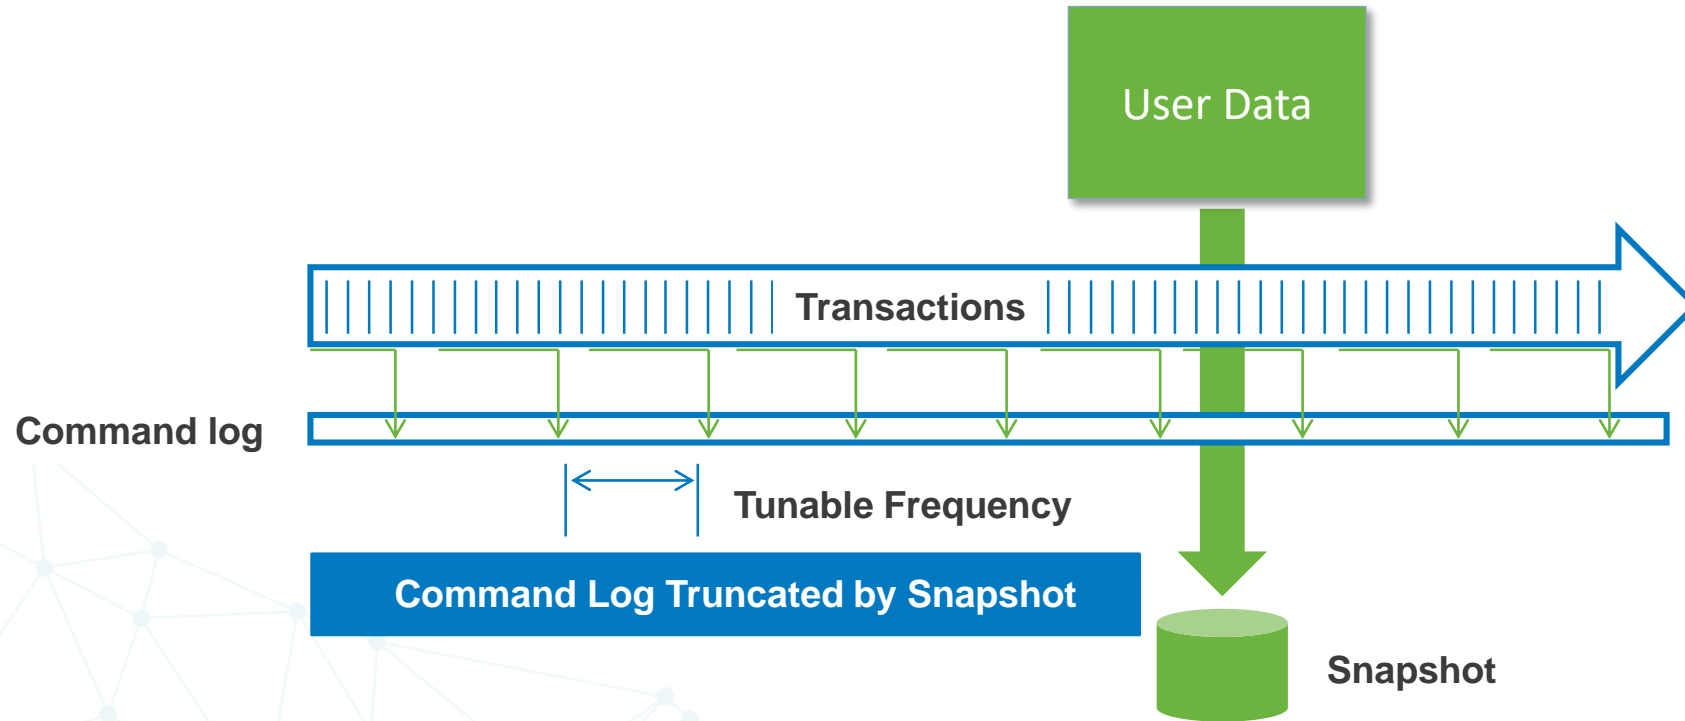 User Data
Transactions
Command log
Tunable Frequency
Command Log Truncated by Snapshot
Snapshot